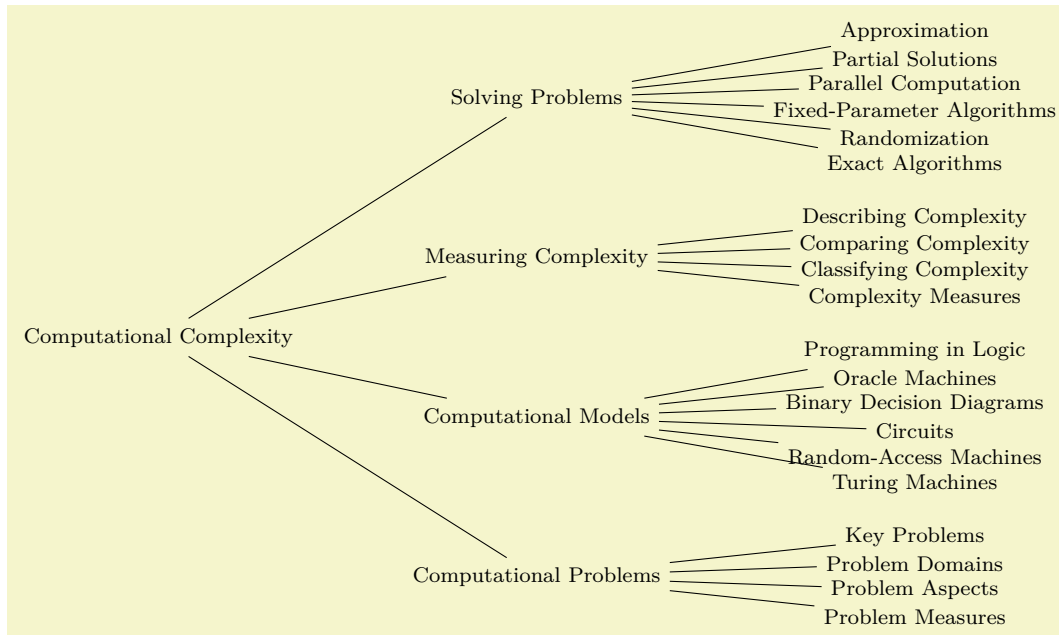 Computational Complexity
Solving Problems
Approximation
Partial Solutions
Parallel Computation
Fixed-Parameter Algorithms
Randomization
Exact Algorithms
Measuring Complexity
Describing Complexity
Comparing Complexity
Classifying Complexity
Complexity Measures
Computational Models
Programming in Logic
Oracle Machines
Binary Decision Diagrams
Circuits
Random-Access Machines
Turing Machines
Computational Problems
Key Problems
Problem Domains
Problem Aspects
Problem Measures